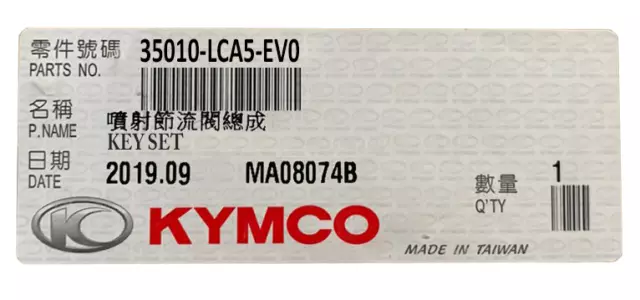 零件號碼 35010-LCA5-EV0
PARTS NO.
名稱 噴射節流閥總成
P.NAME KEY SET
日期 2019.09 MA08074B 數量 1
DATE Q'TY
KYMCO
MADE IN TAIWAN